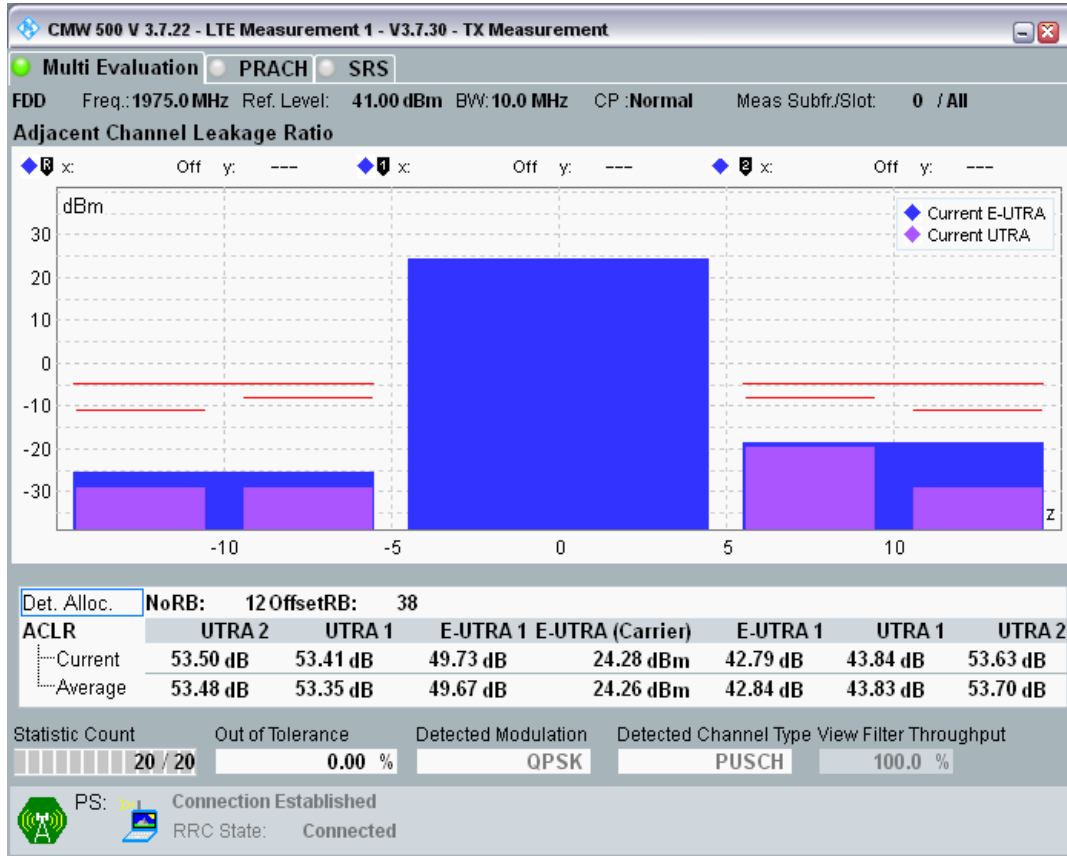 CMW 500 V 3.7.22 - LTE Measurement 1 - V3.7.30 - TX Measurement
Multi Evaluation PRACH SRS
FDD Freq.: 1975.0 MHz Ref. Level: 41.00 dBm BW: 10.0 MHz CP : Normal Meas Subfr./Slot: 0 / All
Adjacent Channel Leakage Ratio
R x: Off y: --- 1 x: Off y: --- 2 x: Off y: ---
dBm
Current E-UTRA
Current UTRA
30
20
10
0
-10
-20
-30
z
-10 -5 0 5 10
Det. Alloc. NoRB: 12 OffsetRB: 38
ACLR UTRA 2 UTRA 1 E-UTRA 1 E-UTRA (Carrier) E-UTRA 1 UTRA 1 UTRA 2
Current 53.50 dB 53.41 dB 49.73 dB 24.28 dBm 42.79 dB 43.84 dB 53.63 dB
Average 53.48 dB 53.35 dB 49.67 dB 24.26 dBm 42.84 dB 43.83 dB 53.70 dB
Statistic Count Out of Tolerance Detected Modulation Detected Channel Type View Filter Throughput
20 / 20 0.00 % QPSK PUSCH 100.0 %
PS: Connection Established
RRC State: Connected